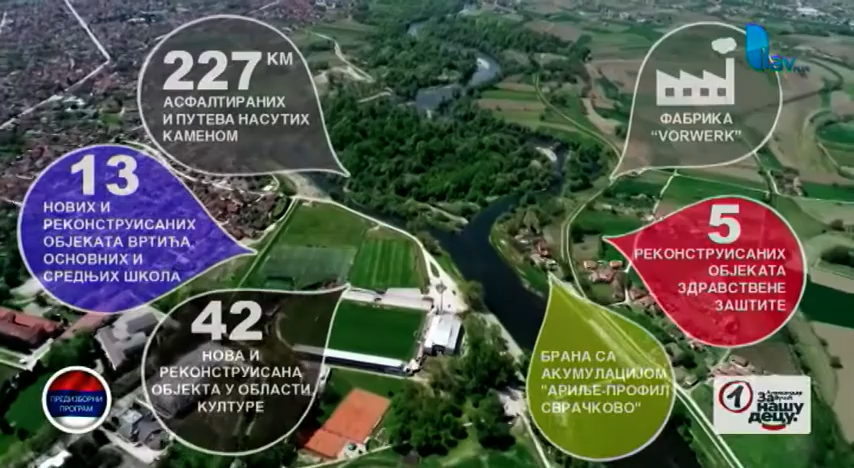 227 КМ
АСФАЛТИРАНИХ
И ПУТЕВА НАСУТИХ
КАМЕНОМ
ФАБРИКА
"VORWERK"
13
НОВИХ И
РЕКОНСТРУИСАНИХ
ОБЈЕКАТА ВРТИЋА,
ОСНОВНИХ И
СРЕДЊИХ ШКОЛА
5
РЕКОНСТРУИСАНИХ
ОБЈЕКАТА
ЗДРАВСТВЕНЕ
ЗАШТИТЕ
42
НОВА И
РЕКОНСТРУИСАНА
ОБЈЕКТА У ОБЛАСТИ
КУЛТУРЕ
БРАНА СА
АКУМУЛАЦИЈОМ
"АРИЉЕ-ПРОФИЛ
СВРАЧКОВО"
ПРЕДИЗБОРНИ
ПРОГРАМ
1
ЗА
НАШУ
ДЕЦУ.